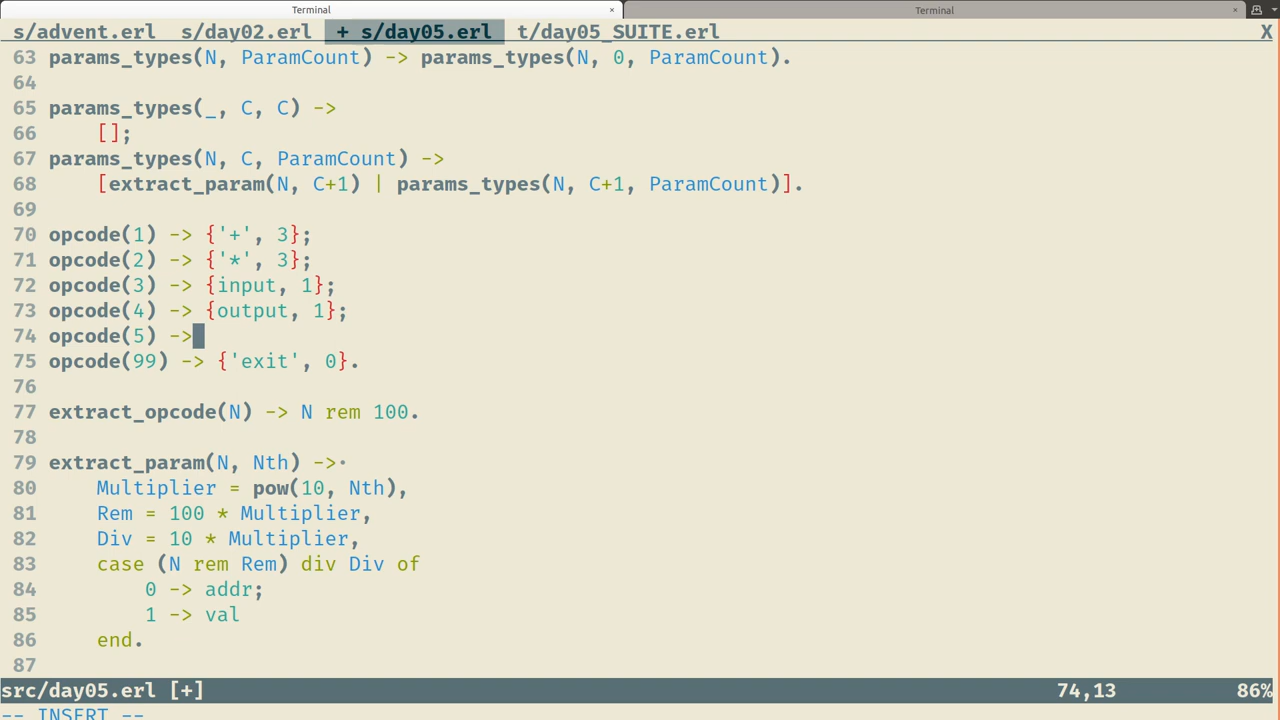 Terminal × Terminal ×
s/advent.erl s/day02.erl + s/day05.erl t/day05_SUITE.erl X
63 params_types(N, ParamCount) -> params_types(N, 0, ParamCount).
64
65 params_types(_, C, C) ->
66     [];
67 params_types(N, C, ParamCount) ->
68     [extract_param(N, C+1) | params_types(N, C+1, ParamCount)].
69
70 opcode(1) -> {'+', 3};
71 opcode(2) -> {'*', 3};
72 opcode(3) -> {input, 1};
73 opcode(4) -> {output, 1};
74 opcode(5) ->
75 opcode(99) -> {'exit', 0}.
76
77 extract_opcode(N) -> N rem 100.
78
79 extract_param(N, Nth) ->·
80     Multiplier = pow(10, Nth),
81     Rem = 100 * Multiplier,
82     Div = 10 * Multiplier,
83     case (N rem Rem) div Div of
84         0 -> addr;
85         1 -> val
86     end.
87
src/day05.erl [+] 74,13 86%
-- INSERT --